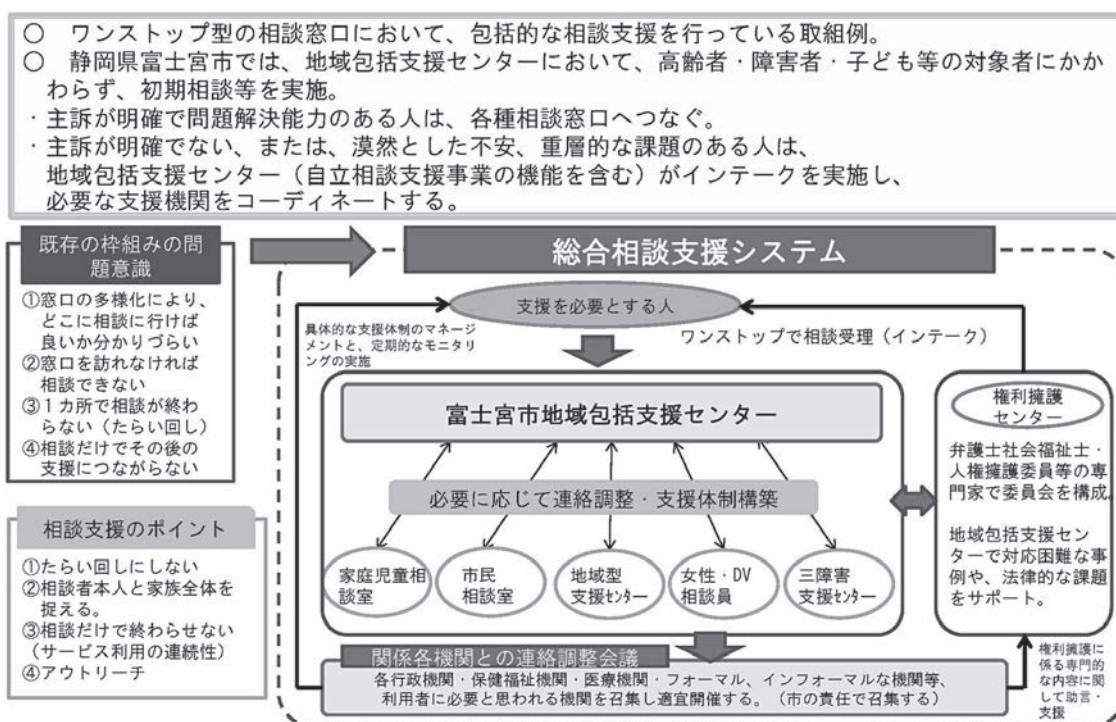 ○　ワンストップ型の相談窓口において、包括的な相談支援を行っている取組例。
○　静岡県富士宮市では、地域包括支援センターにおいて、高齢者・障害者・子ども等の対象者にかか
わらず、初期相談等を実施。
・主訴が明確で問題解決能力のある人は、各種相談窓口へつなぐ。
・主訴が明確でない、または、漠然とした不安、重層的な課題のある人は、
地域包括支援センター（自立相談支援事業の機能を含む）がインテークを実施し、
必要な支援機関をコーディネートする。
既存の枠組みの問
題意識
①窓口の多様化により、
どこに相談に行けば
良いか分かりづらい
②窓口を訪れなければ
相談できない
③１カ所で相談が終わ
らない（たらい回し）
④相談だけでその後の
支援につながらない
相談支援のポイント
①たらい回しにしない
②相談者本人と家族全体を
捉える。
③相談だけで終わらせない
（サービス利用の連続性）
④アウトリーチ
総合相談支援システム
支援を必要とする人
具体的な支援体制のマネージ
メントと、定期的なモニタリ
ングの実施
ワンストップで相談受理（インテーク）
富士宮市地域包括支援センター
必要に応じて連絡調整・支援体制構築
家庭児童相
談室
市民
相談室
地域型
支援ｾﾝﾀｰ
女性・DV
相談員
三障害
支援ｾﾝﾀｰ
権利擁護
センター
弁護士社会福祉士・
人権擁護委員等の専
門家で委員会を構成。
地域包括支援セン
ターで対応困難な事
例や、法律的な課題
をサポート。
関係各機関との連絡調整会議
各行政機関・保健福祉機関・医療機関・フォーマル、インフォーマルな機関等、
利用者に必要と思われる機関を召集し適宜開催する。（市の責任で召集する）
権利擁護に
係る専門的
な内容に関
して助言・
支援